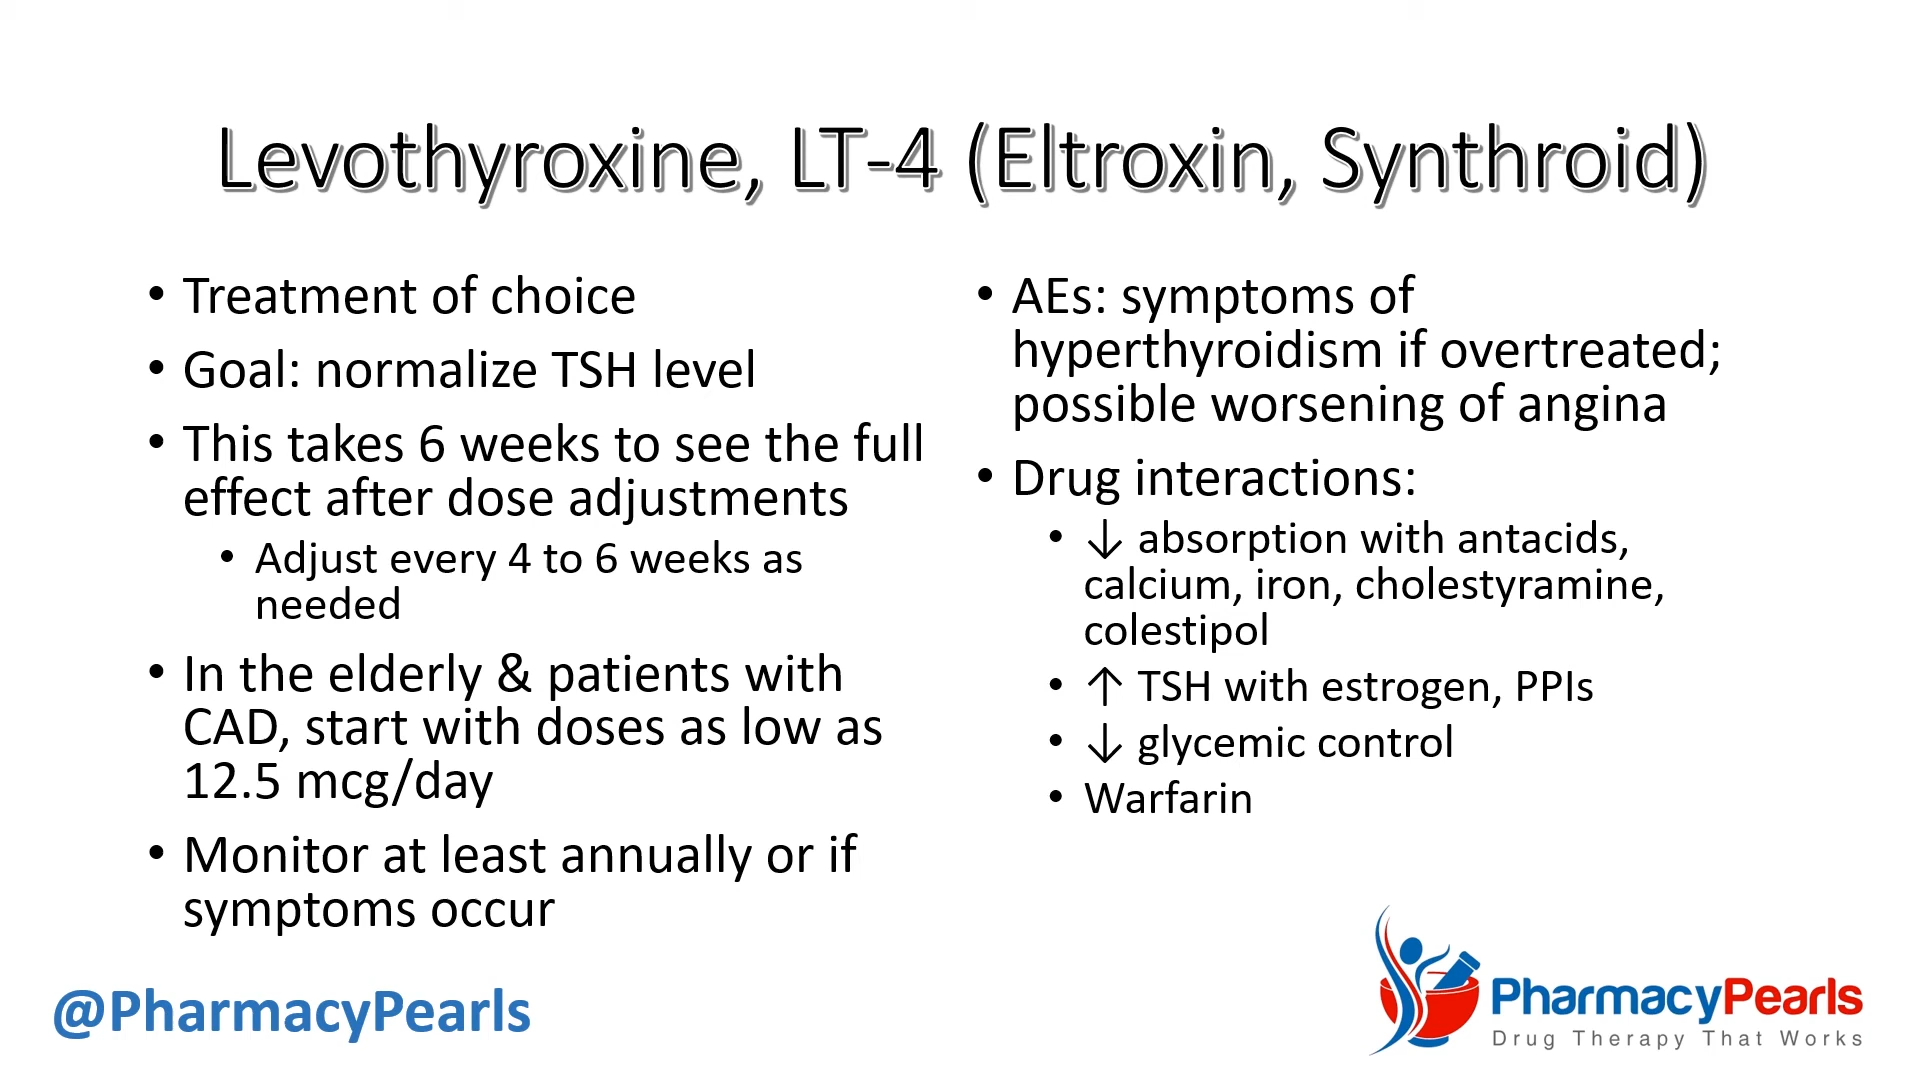 Levothyroxine, LT-4 (Eltroxin, Synthroid)
• Treatment of choice
• Goal: normalize TSH level
• This takes 6 weeks to see the full
effect after dose adjustments
• Adjust every 4 to 6 weeks as
needed
• In the elderly & patients with
CAD, start with doses as low as
12.5 mcg/day
• Monitor at least annually or if
symptoms occur
• AEs: symptoms of
hyperthyroidism if overtreated;
possible worsening of angina
• Drug interactions:
• ↓ absorption with antacids,
calcium, iron, cholestyramine,
colestipol
• ↑ TSH with estrogen, PPIs
• ↓ glycemic control
• Warfarin
@PharmacyPearls
PharmacyPearls
Drug Therapy That Works